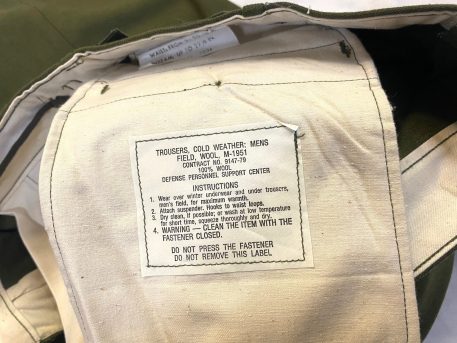 TROUSERS, COLD WEATHER: MENS
FIELD, WOOL, M-1951
CONTRACT NO. 9147-79
100% WOOL
DEFENSE PERSONNEL SUPPORT CENTER
INSTRUCTIONS
1. Wear over winter underwear and under trousers,
men's field, for maximum warmth.
2. Attach suspender. Hooks to waist loops.
3. Dry clean, if possible; or wash at low temperature
for short time, squeeze thoroughly and dry.
4. WARNING — CLEAN THE ITEM WITH THE
FASTENER CLOSED.
DO NOT PRESS THE FASTENER
DO NOT REMOVE THIS LABEL